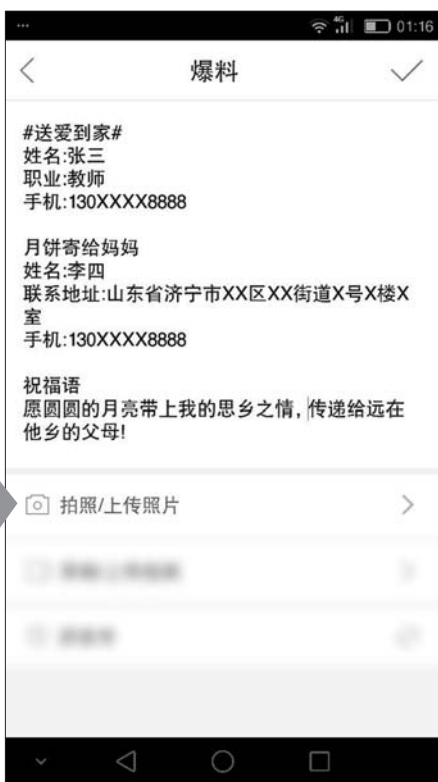 4G 01:16
爆料
#送爱到家#
姓名:张三
职业:教师
手机:130XXXX8888
月饼寄给妈妈
姓名:李四
联系地址:山东省济宁市XX区XX街道X号X楼X
室
手机:130XXXX8888
祝福语
愿圆圆的月亮带上我的思乡之情,传递给远在
他乡的父母!
拍照/上传照片